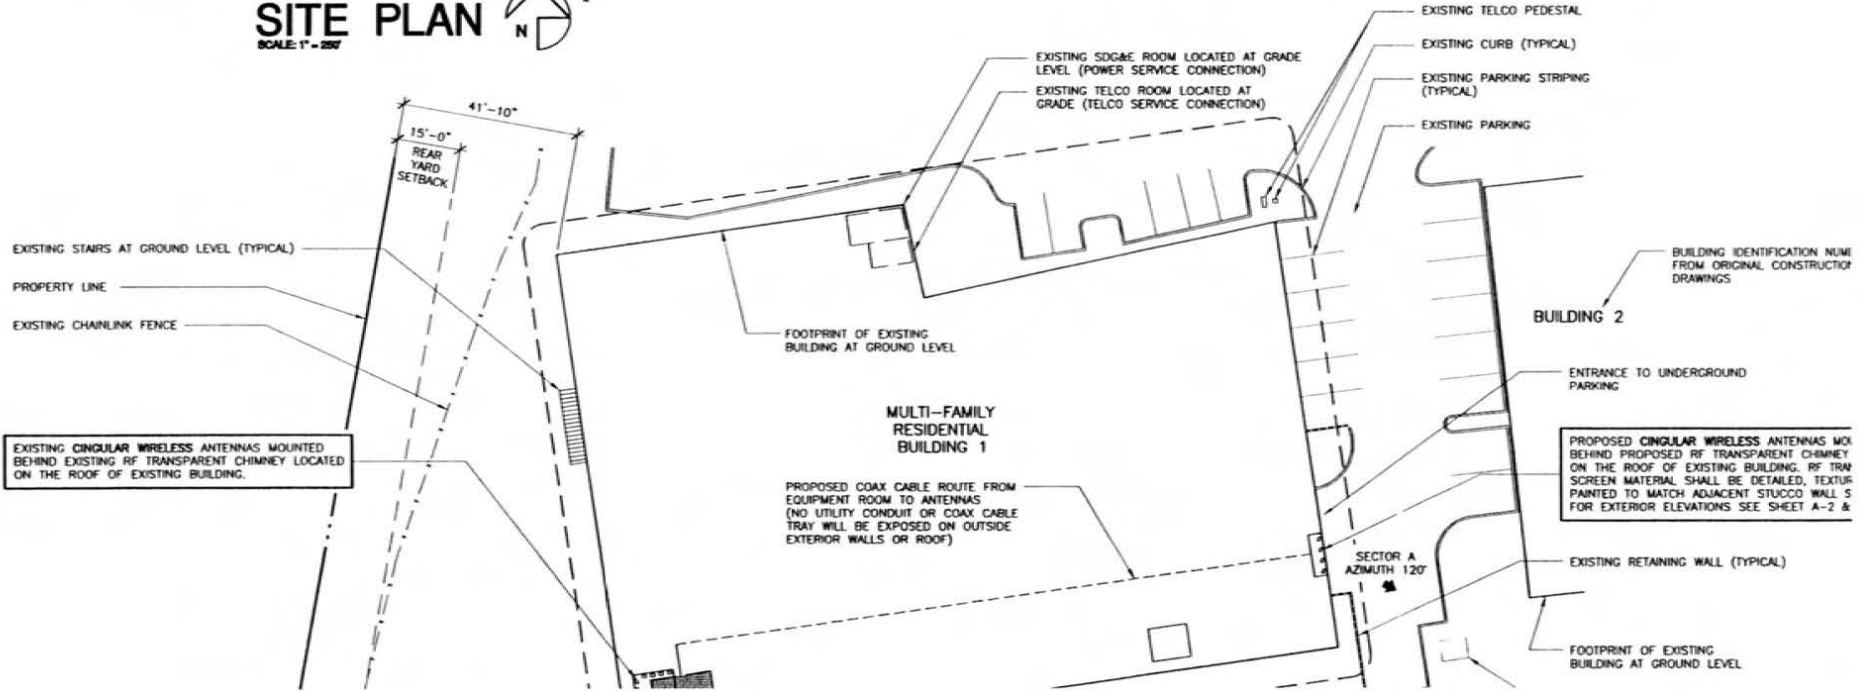 SITE PLAN
N
EXISTING TELCO PEDESTAL
EXISTING CURB (TYPICAL)
EXISTING PARKING STRIPING
(TYPICAL)
EXISTING PARKING
EXISTING SDG&E ROOM LOCATED AT GRADE
LEVEL (POWER SERVICE CONNECTION)
EXISTING TELCO ROOM LOCATED AT
GRADE (TELCO SERVICE CONNECTION)
41'-10"
15'-0"
REAR
YARD
SETBACK
EXISTING STAIRS AT GROUND LEVEL (TYPICAL)
PROPERTY LINE
EXISTING CHAINLINK FENCE
EXISTING CINGULAR WIRELESS ANTENNAS MOUNTED
BEHIND EXISTING RF TRANSPARENT CHIMNEY LOCATED
ON THE ROOF OF EXISTING BUILDING.
FOOTPRINT OF EXISTING
BUILDING AT GROUND LEVEL
MULTI-FAMILY
RESIDENTIAL
BUILDING 1
PROPOSED COAX CABLE ROUTE FROM
EQUIPMENT ROOM TO ANTENNAS
(NO UTILITY CONDUIT OR COAX CABLE
TRAY WILL BE EXPOSED ON OUTSIDE
EXTERIOR WALLS OR ROOF)
SECTOR A
AZIMUTH 120°
BUILDING IDENTIFICATION
FROM ORIGINAL CONSTRUCTION
DRAWINGS
BUILDING 2
ENTRANCE TO UNDERGROUND
PARKING
PROPOSED CINGULAR WIRELESS ANTENNAS
BEHIND PROPOSED RF TRANSPARENT CHIMNEY
ON THE ROOF OF EXISTING BUILDING. RF
SCREEN MATERIAL SHALL BE DETAILED,
PAINTED TO MATCH ADJACENT STUCCO WALL
FOR EXTERIOR ELEVATIONS SEE SHEET A-2 &
EXISTING RETAINING WALL (TYPICAL)
FOOTPRINT OF EXISTING
BUILDING AT GROUND LEVEL